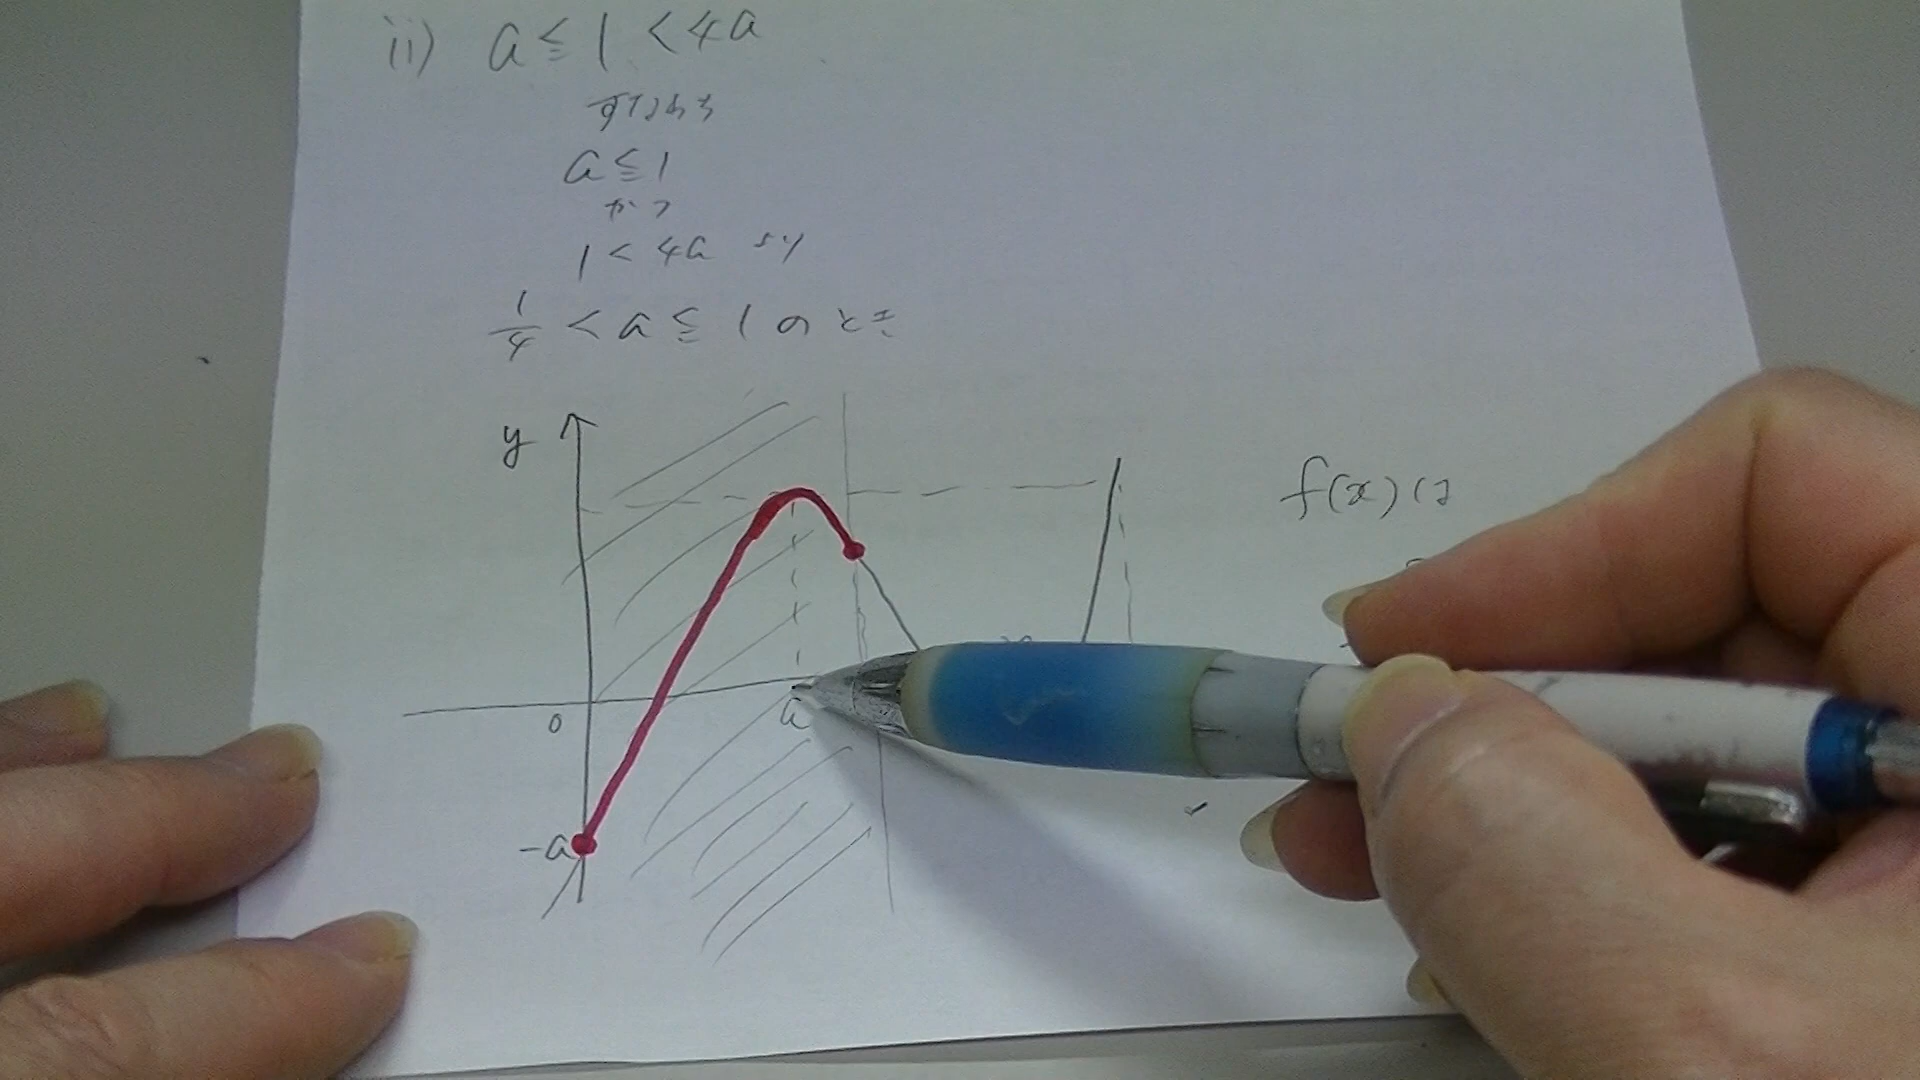 ii) a ≦ 1 < 4a
すなわち
a ≦ 1
かつ
1 < 4a より
1/4 < a ≦ 1 のとき
y
f(x)は
0
a
-a